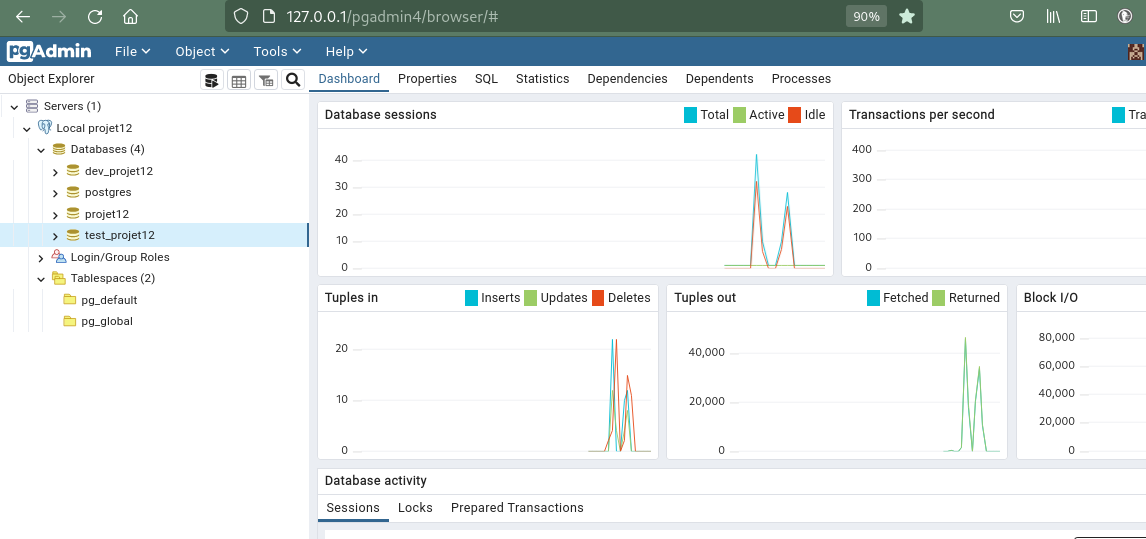 127.0.0.1/pgadmin4/browser/# 90%
pgAdmin File Object Tools Help
Object Explorer
Dashboard Properties SQL Statistics Dependencies Dependents Processes
Servers (1)
Local projet12
Databases (4)
dev_projet12
postgres
projet12
test_projet12
Login/Group Roles
Tablespaces (2)
pg_default
pg_global
Database sessions Total Active Idle
40
30
20
10
0
Transactions per second Tra
400
300
200
100
0
Tuples in Inserts Updates Deletes
20
10
0
Tuples out Fetched Returned
40,000
20,000
0
Block I/O
80,000
60,000
40,000
20,000
0
Database activity
Sessions Locks Prepared Transactions